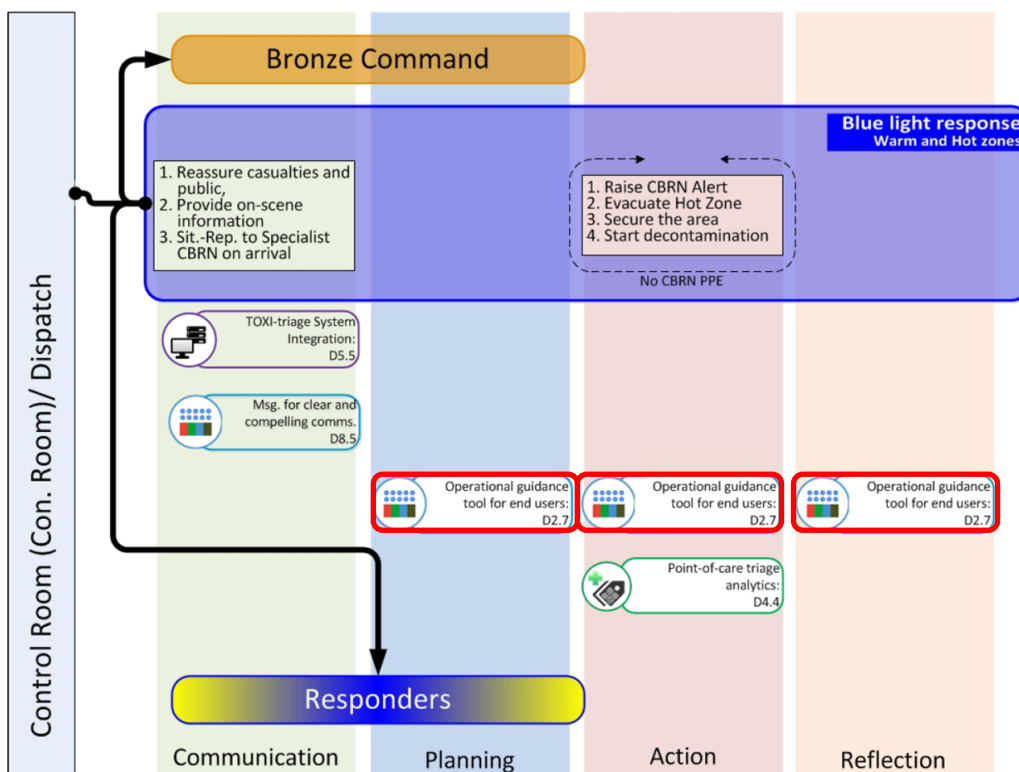 Control Room (Con. Room)/ Dispatch
Bronze Command
Blue light response
Warm and Hot zones
1. Reassure casualties and
public,
2. Provide on-scene
information
3. Sit.-Rep. to Specialist
CBRN on arrival
1. Raise CBRN Alert
2. Evacuate Hot Zone
3. Secure the area
4. Start decontamination
No CBRN PPE
TOXI-triage System
Integration:
D5.5
Msg. for clear and
compelling comms.
D8.5
Operational guidance
tool for end users:
D2.7
Operational guidance
tool for end users:
D2.7
Operational guidance
tool for end users:
D2.7
Point-of-care triage
analytics:
D4.4
Responders
Communication
Planning
Action
Reflection